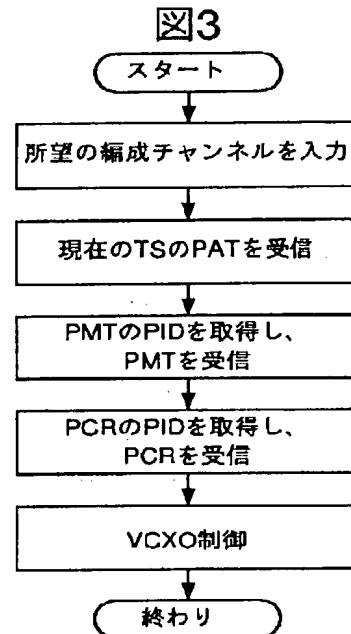 図3
スタート
所望の編成チャンネルを入力
現在のTSのPATを受信
PMTのPIDを取得し、
PMTを受信
PCRのPIDを取得し、
PCRを受信
VCXO制御
終わり